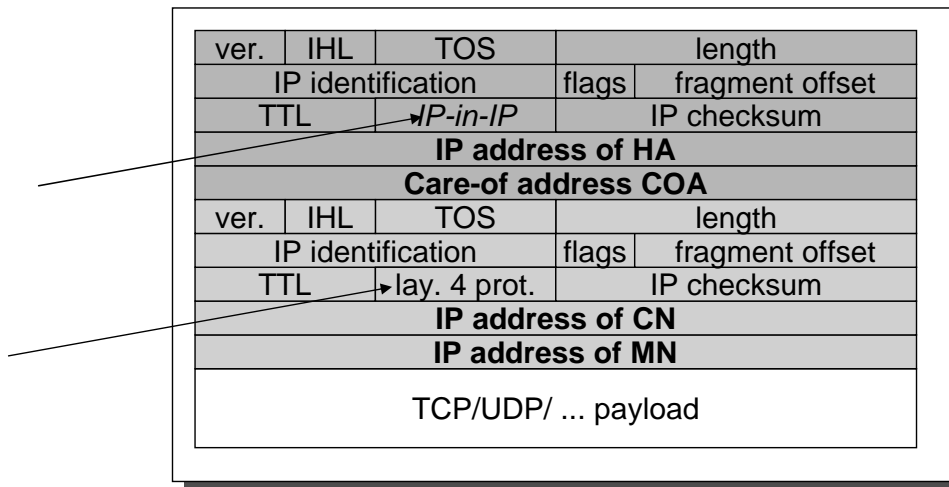 ver. IHL TOS length
IP identification flags fragment offset
TTL IP-in-IP IP checksum
IP address of HA
Care-of address COA
ver. IHL TOS length
IP identification flags fragment offset
TTL lay. 4 prot. IP checksum
IP address of CN
IP address of MN
TCP/UDP/ ... payload